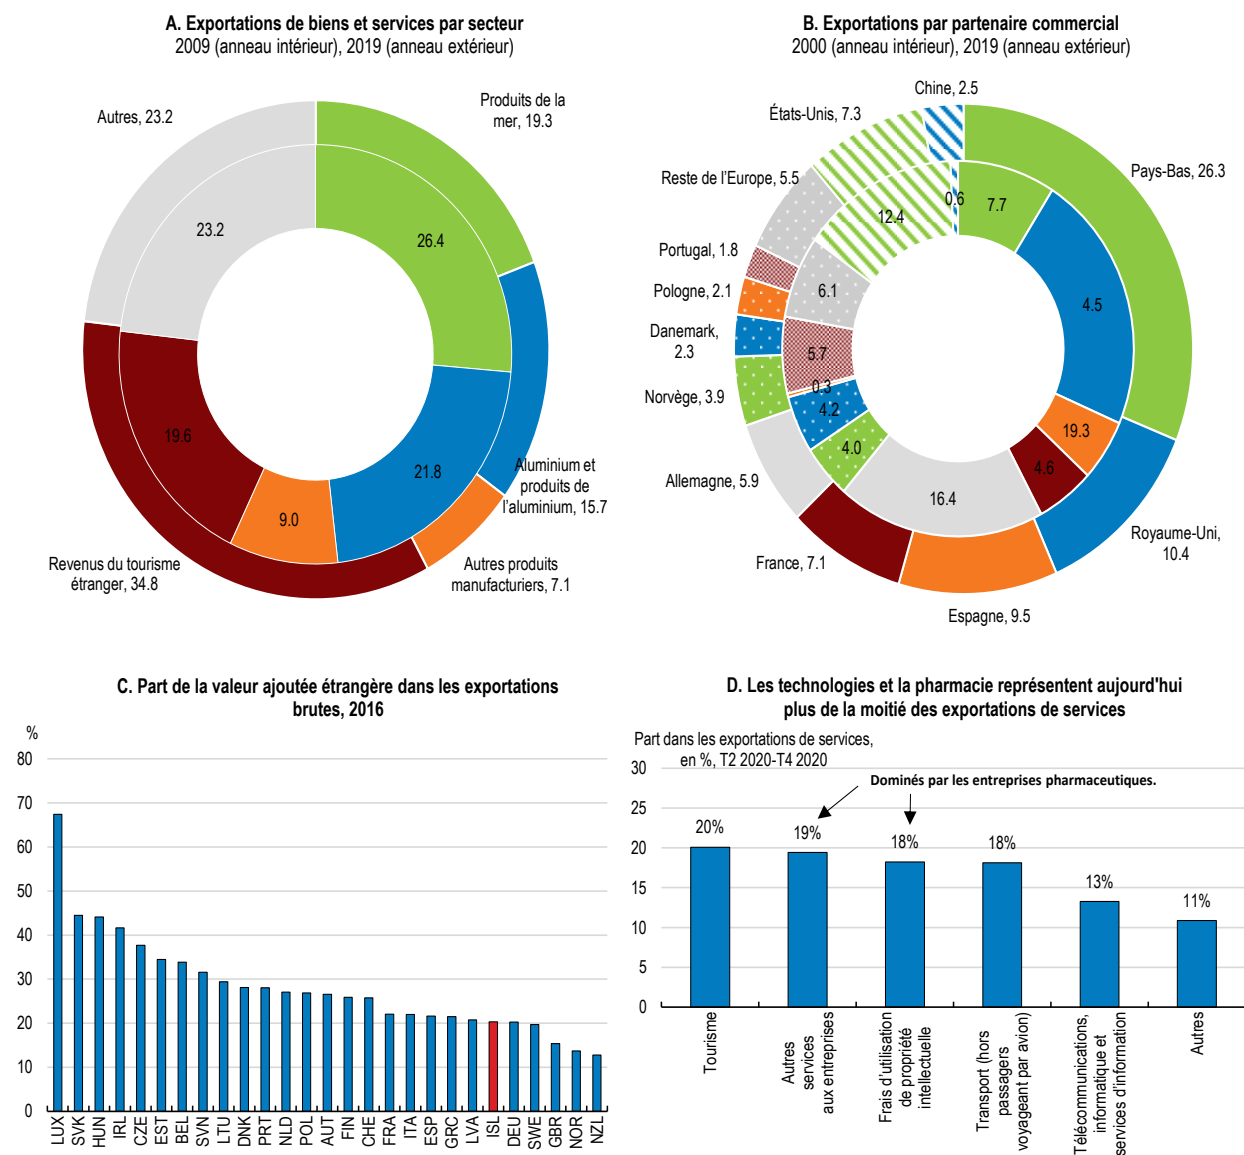 A. Exportations de biens et services par secteur
2009 (anneau intérieur), 2019 (anneau extérieur)
Autres, 23.2
Produits de la
mer, 19.3
23.2
26.4
19.6
21.8
9.0
Aluminium et
produits de
l'aluminium, 15.7
Revenus du tourisme
étranger, 34.8
Autres produits
manufacturiers, 7.1
B. Exportations par partenaire commercial
2000 (anneau intérieur), 2019 (anneau extérieur)
Chine, 2.5
États-Unis, 7.3
Reste de l'Europe, 5.5
Pays-Bas, 26.3
Portugal, 1.8
Pologne, 2.1
Danemark,
2.3
Norvège, 3.9
Allemagne, 5.9
France, 7.1
Espagne, 9.5
Royaume-Uni,
10.4
12.4
0.6
7.7
6.1
4.5
5.7
0.3
4.2
4.0
16.4
4.6
19.3
C. Part de la valeur ajoutée étrangère dans les exportations
brutes, 2016
%
80
70
60
50
40
30
20
10
0
LUX
SVK
HUN
IRL
CZE
EST
BEL
SVN
LTU
DNK
PRT
NLD
POL
AUT
FIN
CHE
FRA
ITA
ESP
GRC
LVA
ISL
DEU
SWE
GBR
NOR
NZL
D. Les technologies et la pharmacie représentent aujourd'hui
plus de la moitié des exportations de services
Part dans les exportations de services,
en %, T2 2020-T4 2020
Dominés par les entreprises pharmaceutiques.
30
25
20
15
10
5
0
20%
19%
18%
18%
13%
11%
Tourisme
Autres
services
aux entreprises
Frais d'utilisation
de propriété
intellectuelle
Transport (hors
passagers
voyageant par avion)
Télécommunications,
informatique et
services d'information
Autres